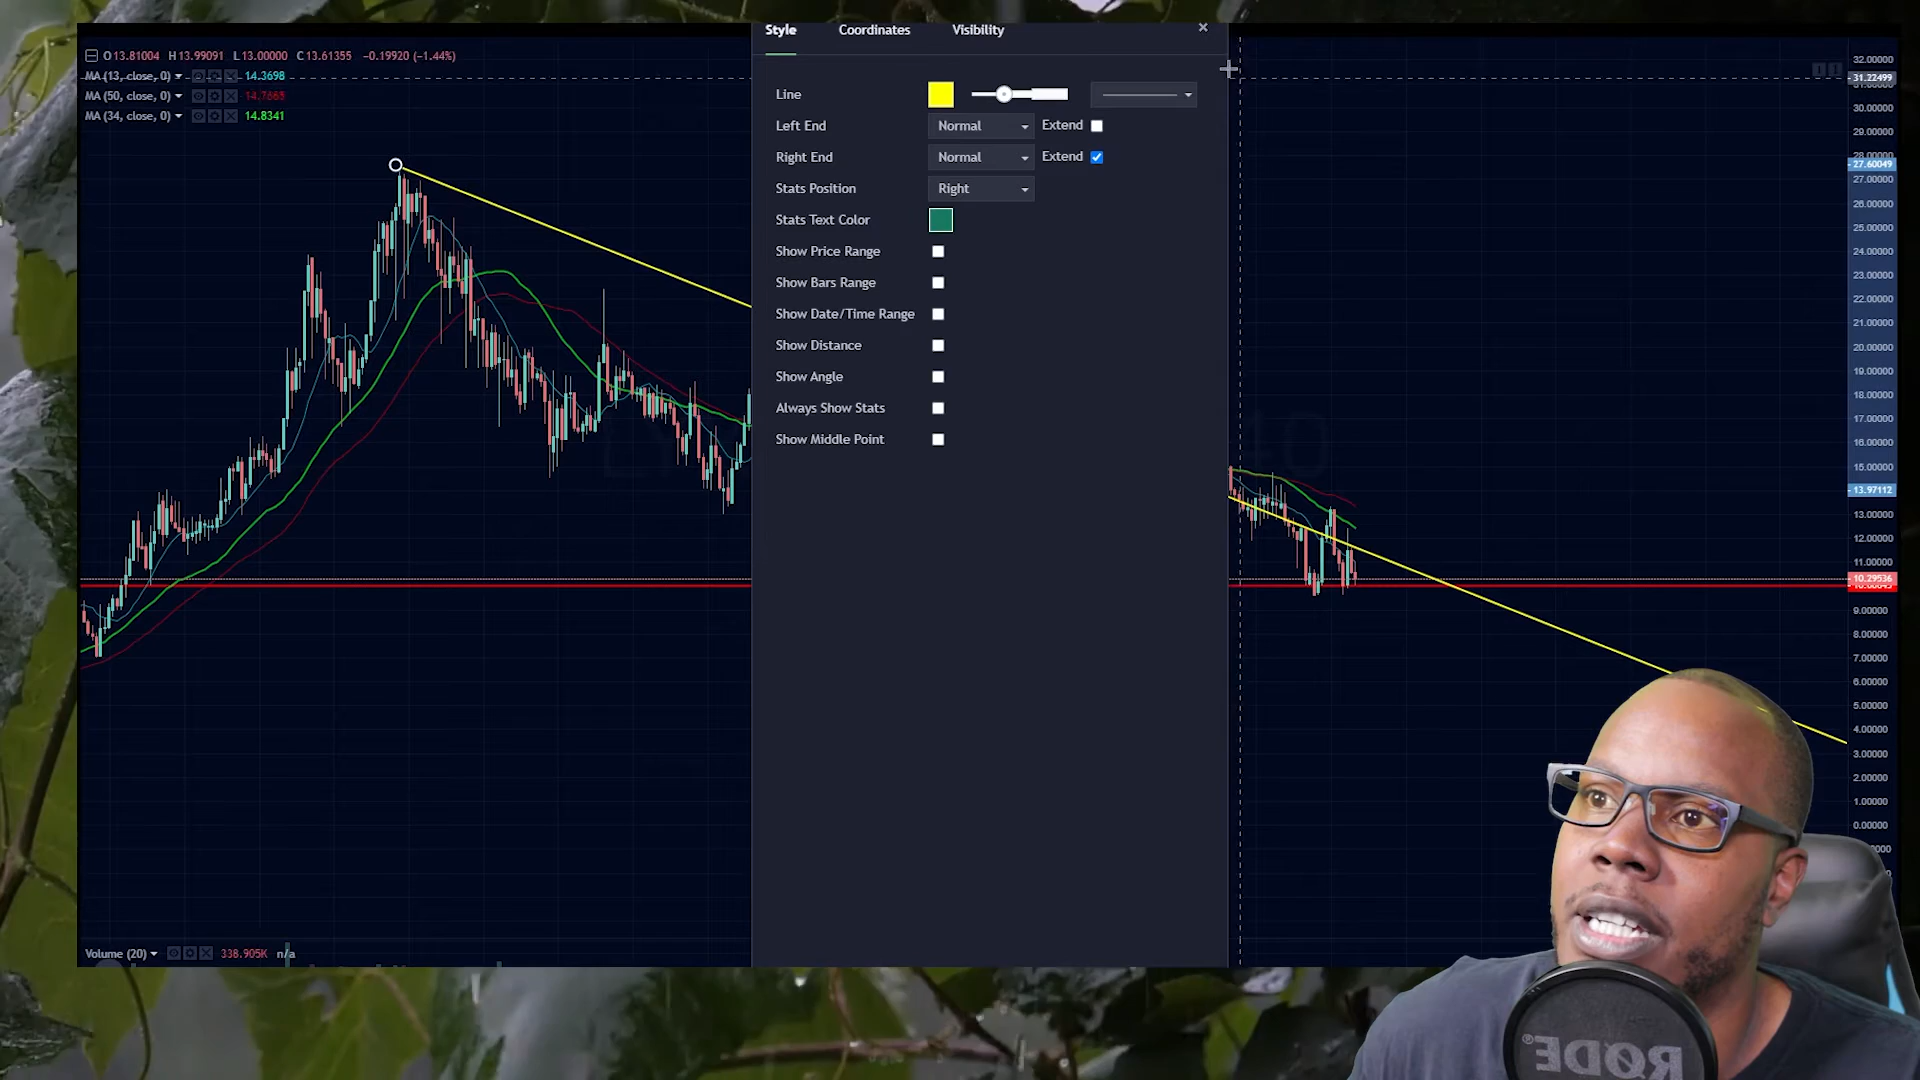 Style Coordinates Visibility ×
O13.81004 H13.99091 L13.00000 C13.61355 −0.19920 (−1.44%)
MA (13, close, 0) 14.3698
MA (50, close, 0)
MA (34, close, 0) 14.8341
Line
Left End Normal Extend
Right End Normal Extend
Stats Position Right
Stats Text Color
Show Price Range
Show Bars Range
Show Date/Time Range
Show Distance
Show Angle
Always Show Stats
Show Middle Point
32.00000
31.22499
30.00000
29.00000
27.60049
27.00000
26.00000
25.00000
24.00000
23.00000
22.00000
21.00000
20.00000
19.00000
18.00000
17.00000
16.00000
15.00000
13.97112
13.00000
12.00000
11.00000
10.29536
9.00000
8.00000
7.00000
6.00000
5.00000
4.00000
3.00000
2.00000
1.00000
0.00000
Volume (20) 338.905K n/a
RØDE®